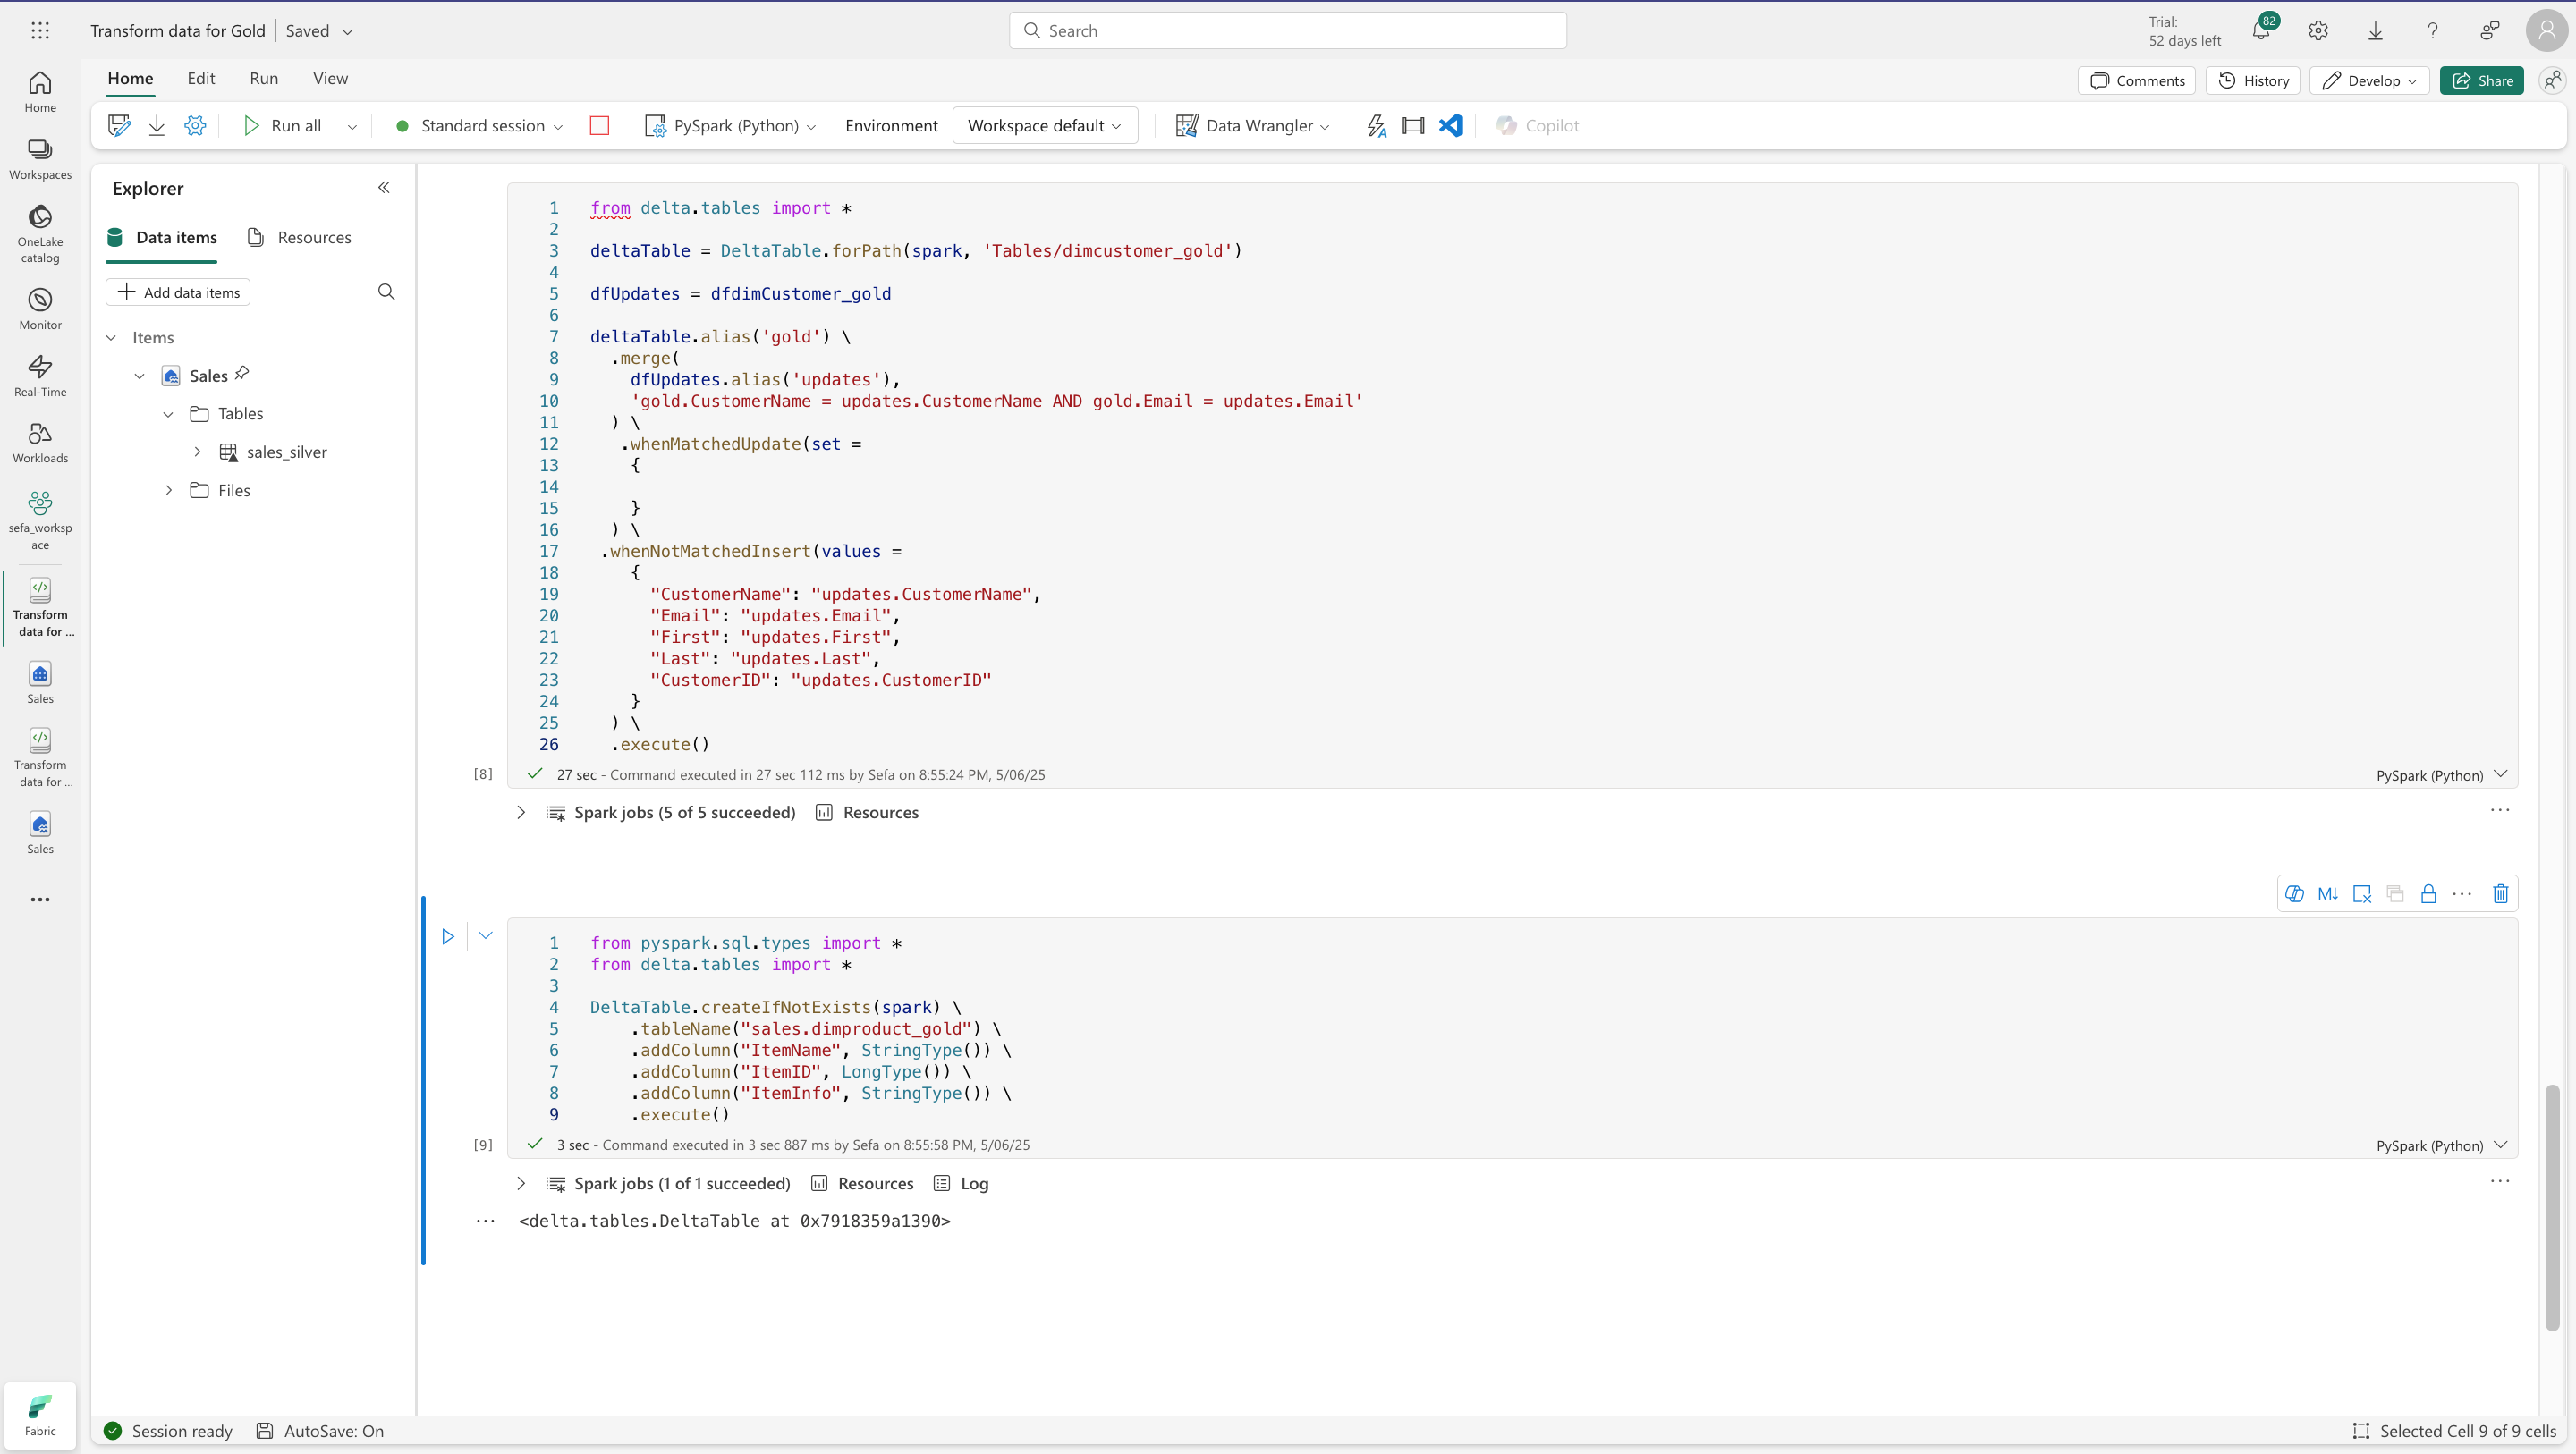 Transform data for Gold
Saved
Search
Trial:
52 days left
82
Home
Edit
Run
View
Comments
History
Develop
Share
Run all
Standard session
PySpark (Python)
Environment
Workspace default
Data Wrangler
Copilot
Home
Workspaces
OneLake
catalog
Monitor
Real-Time
Workloads
sefa_worksp
ace
Transform
data for ...
Sales
Transform
data for ...
Sales
Fabric
Explorer
Data items
Resources
Add data items
Items
Sales
Tables
sales_silver
Files
1 from delta.tables import *
2
3 deltaTable = DeltaTable.forPath(spark, 'Tables/dimcustomer_gold')
4
5 dfUpdates = dfdimCustomer_gold
6
7 deltaTable.alias('gold') \
8 .merge(
9 dfUpdates.alias('updates'),
10 'gold.CustomerName = updates.CustomerName AND gold.Email = updates.Email'
11 ) \
12 .whenMatchedUpdate(set =
13 {
14
15 }
16 ) \
17 .whenNotMatchedInsert(values =
18 {
19 "CustomerName": "updates.CustomerName",
20 "Email": "updates.Email",
21 "First": "updates.First",
22 "Last": "updates.Last",
23 "CustomerID": "updates.CustomerID"
24 }
25 ) \
26 .execute()
[8] 27 sec - Command executed in 27 sec 112 ms by Sefa on 8:55:24 PM, 5/06/25
PySpark (Python)
Spark jobs (5 of 5 succeeded)
Resources
M↓
1 from pyspark.sql.types import *
2 from delta.tables import *
3
4 DeltaTable.createIfNotExists(spark) \
5 .tableName("sales.dimproduct_gold") \
6 .addColumn("ItemName", StringType()) \
7 .addColumn("ItemID", LongType()) \
8 .addColumn("ItemInfo", StringType()) \
9 .execute()
[9] 3 sec - Command executed in 3 sec 887 ms by Sefa on 8:55:58 PM, 5/06/25
PySpark (Python)
Spark jobs (1 of 1 succeeded)
Resources
Log
<delta.tables.DeltaTable at 0x7918359a1390>
Session ready
AutoSave: On
Selected Cell 9 of 9 cells